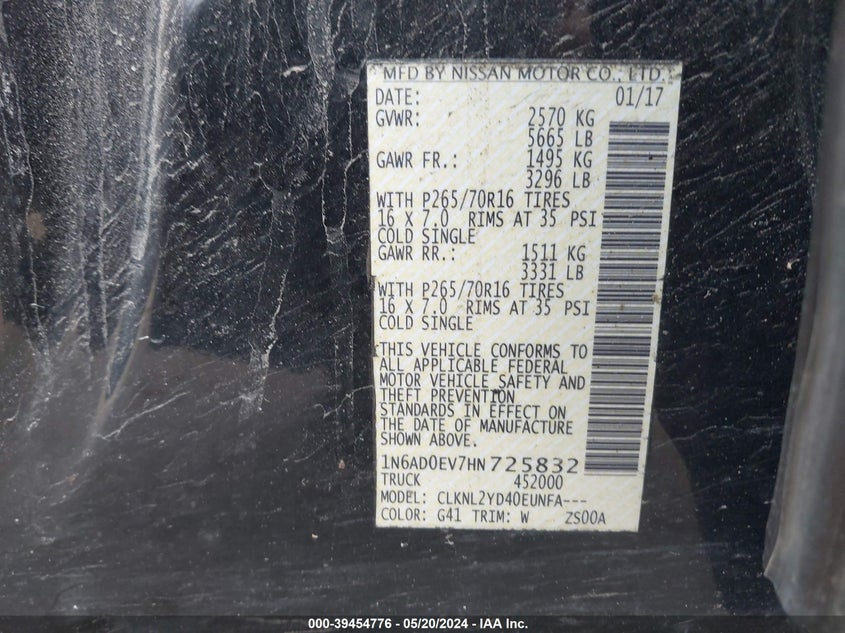 MFD BY NISSAN MOTOR CO., LTD.
DATE: 01/17
GVWR: 2570 KG
5665 LB
GAWR FR.: 1495 KG
3296 LB
WITH P265/70R16 TIRES
16 X 7.0 RIMS AT 35 PSI
COLD SINGLE
GAWR RR.: 1511 KG
3331 LB
WITH P265/70R16 TIRES
16 X 7.0 RIMS AT 35 PSI
COLD SINGLE
THIS VEHICLE CONFORMS TO
ALL APPLICABLE FEDERAL
MOTOR VEHICLE SAFETY AND
THEFT PREVENTION
STANDARDS IN EFFECT ON
THE DATE OF MANUFACTURE
SHOWN ABOVE.
1N6AD0EV7HN725832
TRUCK 452000
MODEL: CLKNL2YD40EUNFA---
COLOR: G41 TRIM: W ZS00A
000-39454776 - 05/20/2024 - IAA Inc.